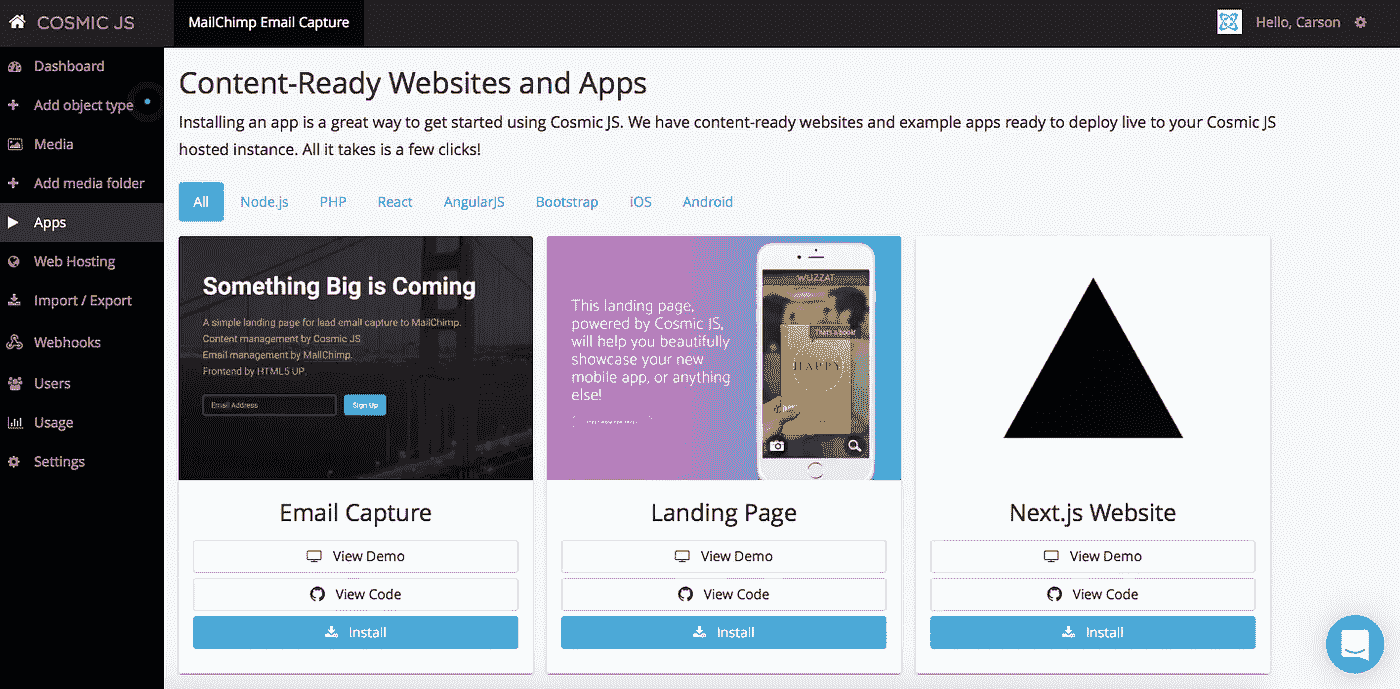 COSMIC JS
MailChimp Email Capture
Hello, Carson
Dashboard
Add object type
Media
Add media folder
Apps
Web Hosting
Import / Export
Webhooks
Users
Usage
Settings
Content-Ready Websites and Apps
Installing an app is a great way to get started using Cosmic JS. We have content-ready websites and example apps ready to deploy live to your Cosmic JS
hosted instance. All it takes is a few clicks!
All
Node.js
PHP
React
AngularJS
Bootstrap
iOS
Android
Something Big is Coming
A simple landing page for lead email capture to MailChimp.
Content management by Cosmic JS
Email management by MailChimp.
Frontend by HTML5 UP.
Email Address
Sign Up
Email Capture
View Demo
View Code
Install
This landing page,
powered by Cosmic JS,
will help you beautifully
showcase your new
mobile app, or anything
else!
WUZZAT
HAPPY
Landing Page
View Demo
View Code
Install
Next.js Website
View Demo
View Code
Install